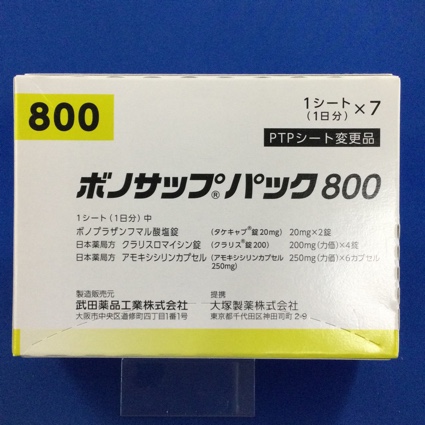 800
1シート×7
(1日分)
PTPシート変更品
ボノサップ®パック800
1シート(1日分)中
ボノプラザンフマル酸塩錠 (タケキャブ®錠20mg) 20mg×2錠
日本薬局方 クラリスロマイシン錠 (クラリス®錠200) 200mg(力価)×4錠
日本薬局方 アモキシシリンカプセル (アモキシシリンカプセル 250mg) 250mg(力価)×6カプセル
製造販売元
武田薬品工業株式会社
大阪市中央区道修町四丁目1番1号
提携
大塚製薬株式会社
東京都千代田区神田司町2-9